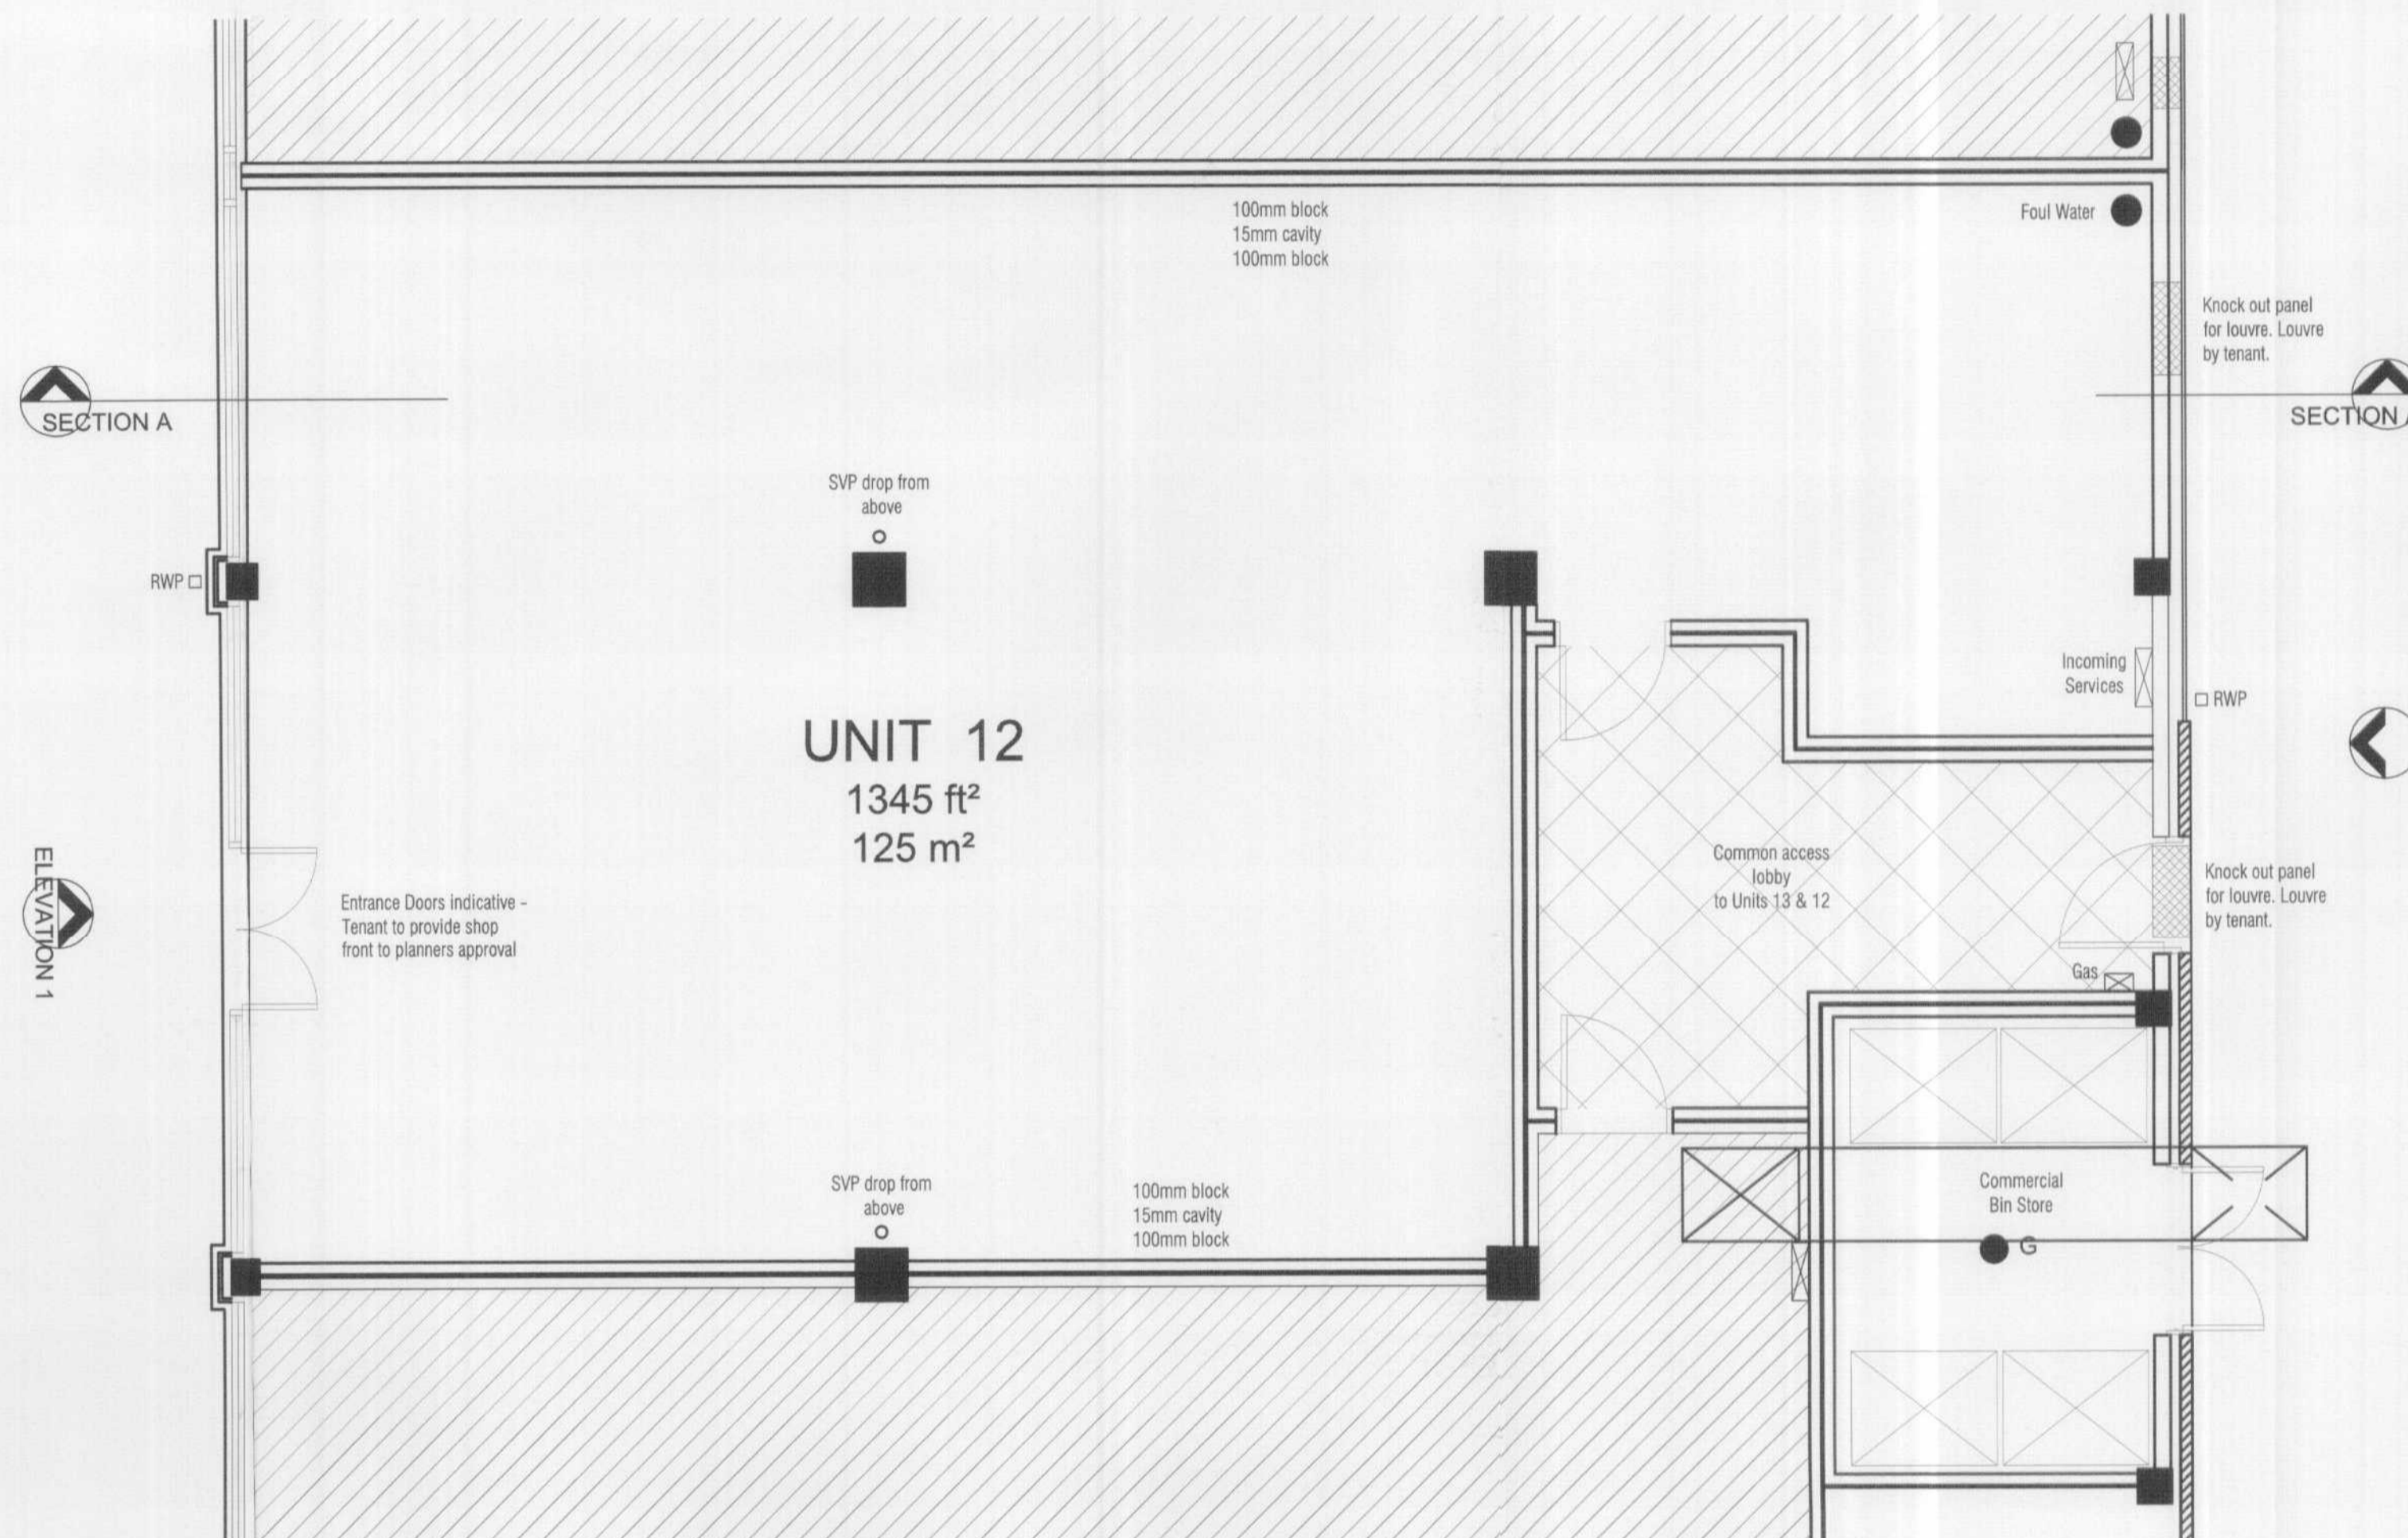 100mm block
15mm cavity
100mm block
Foul Water
Knock out panel
for louvre. Louvre
by tenant.
SECTION A
SECTION
SVP drop from
above
RWP
Incoming
Services
RWP
UNIT 12
1345 ft²
125 m²
Common access
lobby
to Units 13 & 12
Knock out panel
for louvre. Louvre
by tenant.
ELEVATION 1
Entrance Doors indicative -
Tenant to provide shop
front to planners approval
Gas
SVP drop from
above
100mm block
15mm cavity
100mm block
Commercial
Bin Store
G